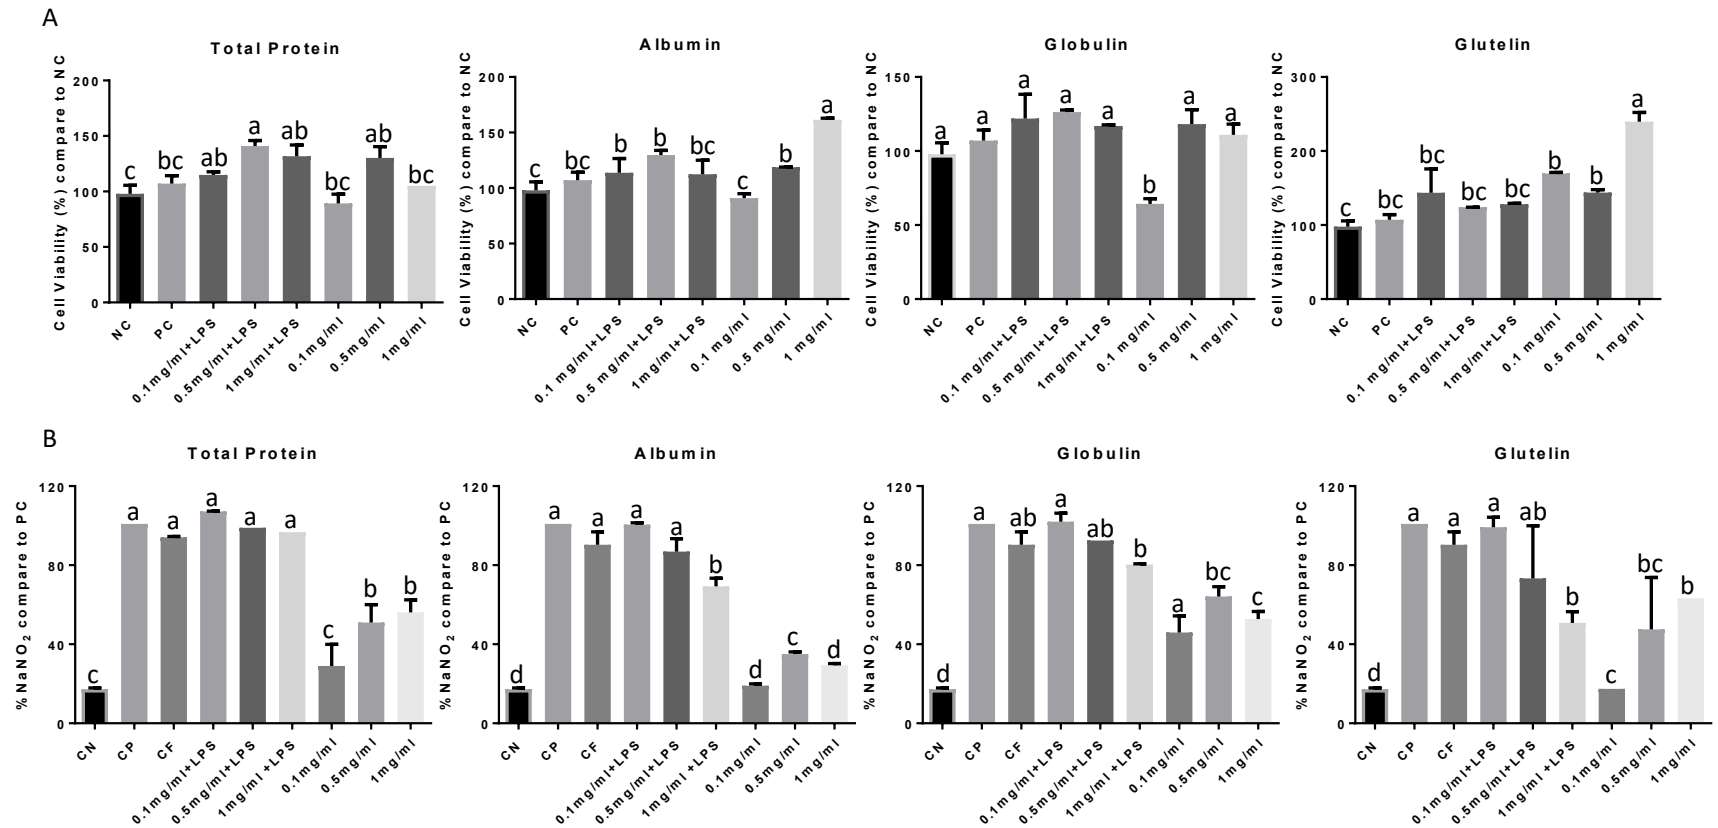 A
Total Protein
Cell Viability (%) compare to NC
200
150
100
50
0
c
bc
ab
a
ab
bc
ab
bc
NC
PC
0.1mg/ml+LPS
0.5mg/ml+LPS
1mg/ml+LPS
0.1mg/ml
0.5mg/ml
1mg/ml
Albumin
Cell Viability (%) compare to NC
200
150
100
50
0
c
bc
b
b
bc
c
b
a
NC
PC
0.1 mg/ml+LPS
0.5 mg/ml+LPS
1mg/ml+LPS
0.1 mg/ml
0.5 mg/ml
1 mg/ml
Globulin
Cell Viability (%) compare to NC
150
100
50
0
a
a
a
a
a
b
a
a
NC
PC
0.1 mg/ml+LPS
0.5 mg/ml+LPS
1mg/ml+LPS
0.1 mg/ml
0.5 mg/ml
1 mg/ml
Glutelin
Cell Viability (%) compare to NC
300
200
100
0
c
bc
bc
bc
bc
b
b
a
NC
PC
0.1 mg/ml+LPS
0.5 mg/ml+LPS
1mg/ml+LPS
0.1 mg/ml
0.5 mg/ml
1 mg/ml
B
Total Protein
%NaNO₂ compare to PC
120
80
40
0
c
a
a
a
a
a
c
b
b
CN
CP
CF
0.1mg/ml+LPS
0.5mg/ml+LPS
1mg/ml+LPS
0.1mg/ml
0.5mg/ml
1mg/ml
Albumin
%NaNO₂ compare to PC
120
80
40
0
d
a
a
a
a
b
d
c
d
CN
CP
CF
0.1mg/ml+LPS
0.5mg/ml+LPS
1mg/ml+LPS
0.1mg/ml
0.5mg/ml
1mg/ml
Globulin
%NaNO₂ compare to PC
120
80
40
0
d
a
ab
a
ab
b
a
bc
c
CN
CP
CF
0.1mg/ml+LPS
0.5mg/ml+LPS
1mg/ml+LPS
0.1mg/ml
0.5mg/ml
1mg/ml
Glutelin
%NaNO₂ compare to PC
120
80
40
0
d
a
a
a
ab
b
c
bc
b
CN
CP
CF
0.1mg/ml+LPS
0.5mg/ml+LPS
1mg/ml+LPS
0.1mg/ml
0.5mg/ml
1mg/ml